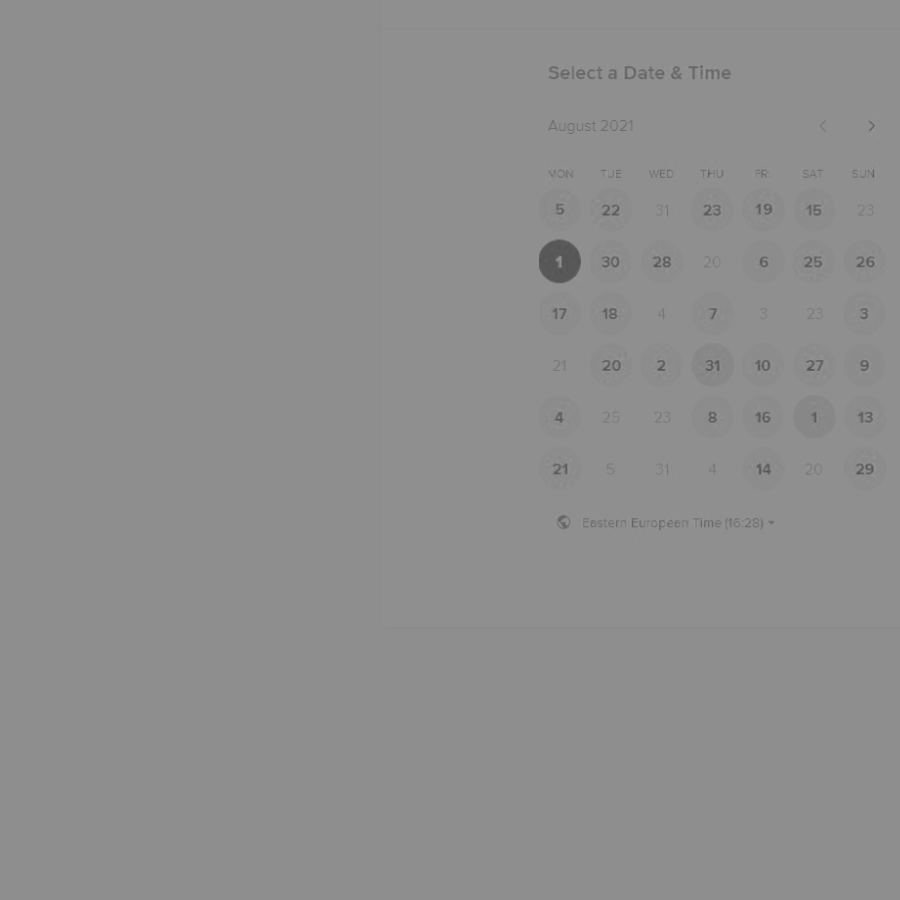 Select a Date & Time
August 2021
MON TUE WED THU FRI SAT SUN
5 22 31 23 19 15 23
1 30 28 20 6 25 26
17 18 4 7 3 23 3
21 20 2 31 10 27 9
4 25 23 8 16 1 13
21 5 31 4 14 20 29
Eastern European Time (16:28)